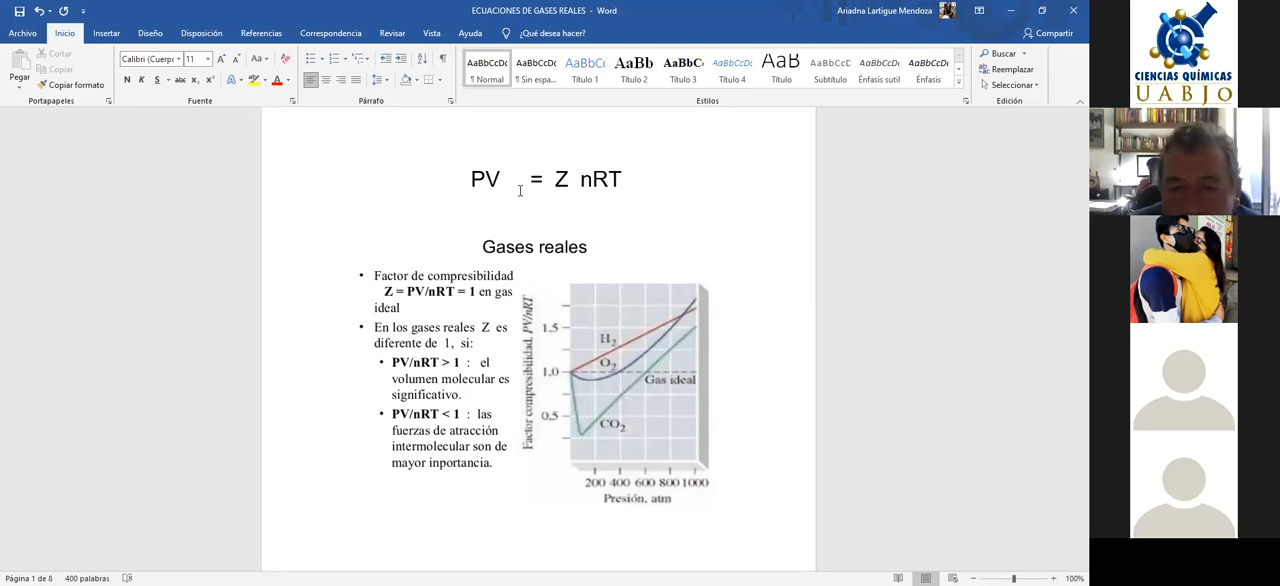 ECUACIONES DE GASES REALES - Word
Ariadna Lartigue Mendoza
Archivo Inicio Insertar Diseño Disposición Referencias Correspondencia Revisar Vista Ayuda ¿Qué desea hacer? Compartir
Pegar
Cortar
Copiar
Copiar formato
Portapapeles
Calibri (Cuerpo 11
N K S abc x₂ x²
Fuente
Párrafo
AaBbCcDc AaBbCcDc AaBbCc AaBb AaBbC AaBbCcDc AaB AaBbCcC AaBbCcDc AaBbCcDc
¶ Normal ¶ Sin espa... Título 1 Título 2 Título 3 Título 4 Título Subtítulo Énfasis sutil Énfasis
Estilos
Buscar
Reemplazar
Seleccionar
Edición
CIENCIAS QUÍMICAS
UABJO
PV = Z nRT
Gases reales
• Factor de compresibilidad
Z = PV/nRT = 1 en gas
ideal
• En los gases reales Z es
diferente de 1, si:
• PV/nRT > 1 : el
volumen molecular es
significativo.
• PV/nRT < 1 : las
fuerzas de atracción
intermolecular son de
mayor inportancia.
Factor compresibilidad, PV/nRT
1.5
1.0
0.5
H₂
O₂
Gas ideal
CO₂
200 400 600 800 1000
Presión, atm
Página 1 de 8 400 palabras
100%